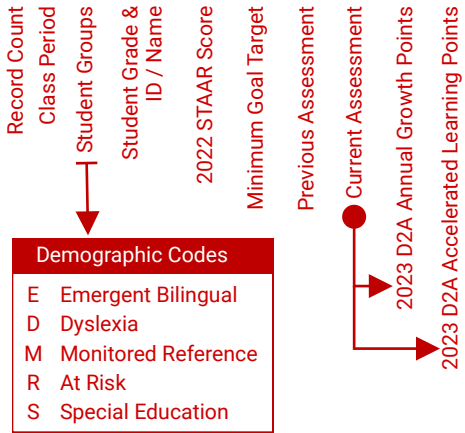 Record Count
Class Period
Student Groups
Student Grade &
ID / Name
2022 STAAR Score
Minimum Goal Target
Previous Assessment
Current Assessment
2023 D2A Annual Growth Points
2023 D2A Accelerated Learning Points
Demographic Codes
E Emergent Bilingual
D Dyslexia
M Monitored Reference
R At Risk
S Special Education